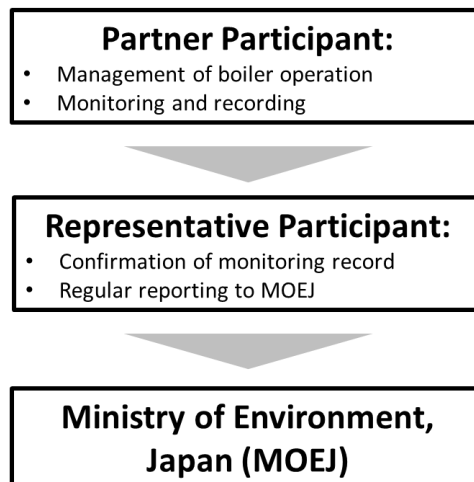 Partner Participant:
• Management of boiler operation
• Monitoring and recording
Representative Participant:
• Confirmation of monitoring record
• Regular reporting to MOEJ
Ministry of Environment,
Japan (MOEJ)